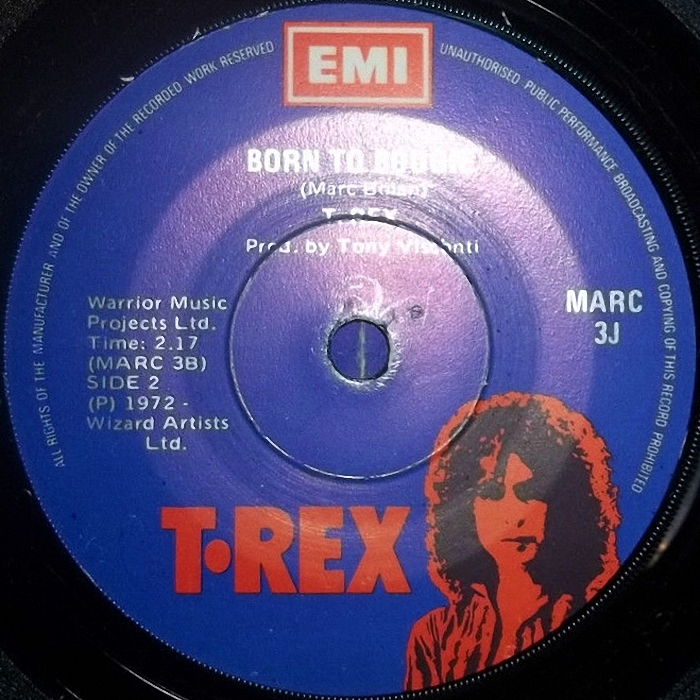 EMI
ALL RIGHTS OF THE MANUFACTURER AND OF THE OWNER OF THE RECORDED WORK RESERVED
UNAUTHORISED PUBLIC PERFORMANCE BROADCASTING AND COPYING OF THIS RECORD PROHIBITED
BORN TO BOOGIE
(Marc Bolan)
T·REX
Prod. by Tony Visconti
Warrior Music
Projects Ltd.
Time: 2.17
(MARC 3B)
SIDE 2
(P) 1972 -
Wizard Artists
Ltd.
MARC
3J
T·REX